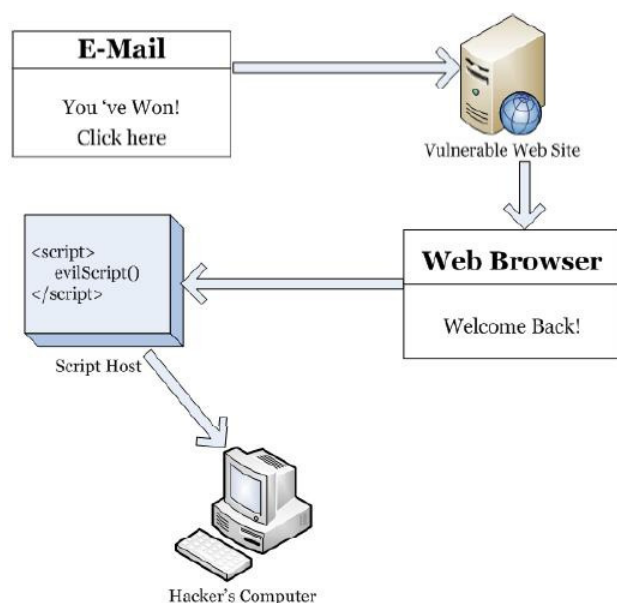 E-Mail
You ‘ve Won!
Click here
Vulnerable Web Site
Web Browser
Welcome Back!
<script>
evilScript()
</script>
Script Host
Hacker's Computer